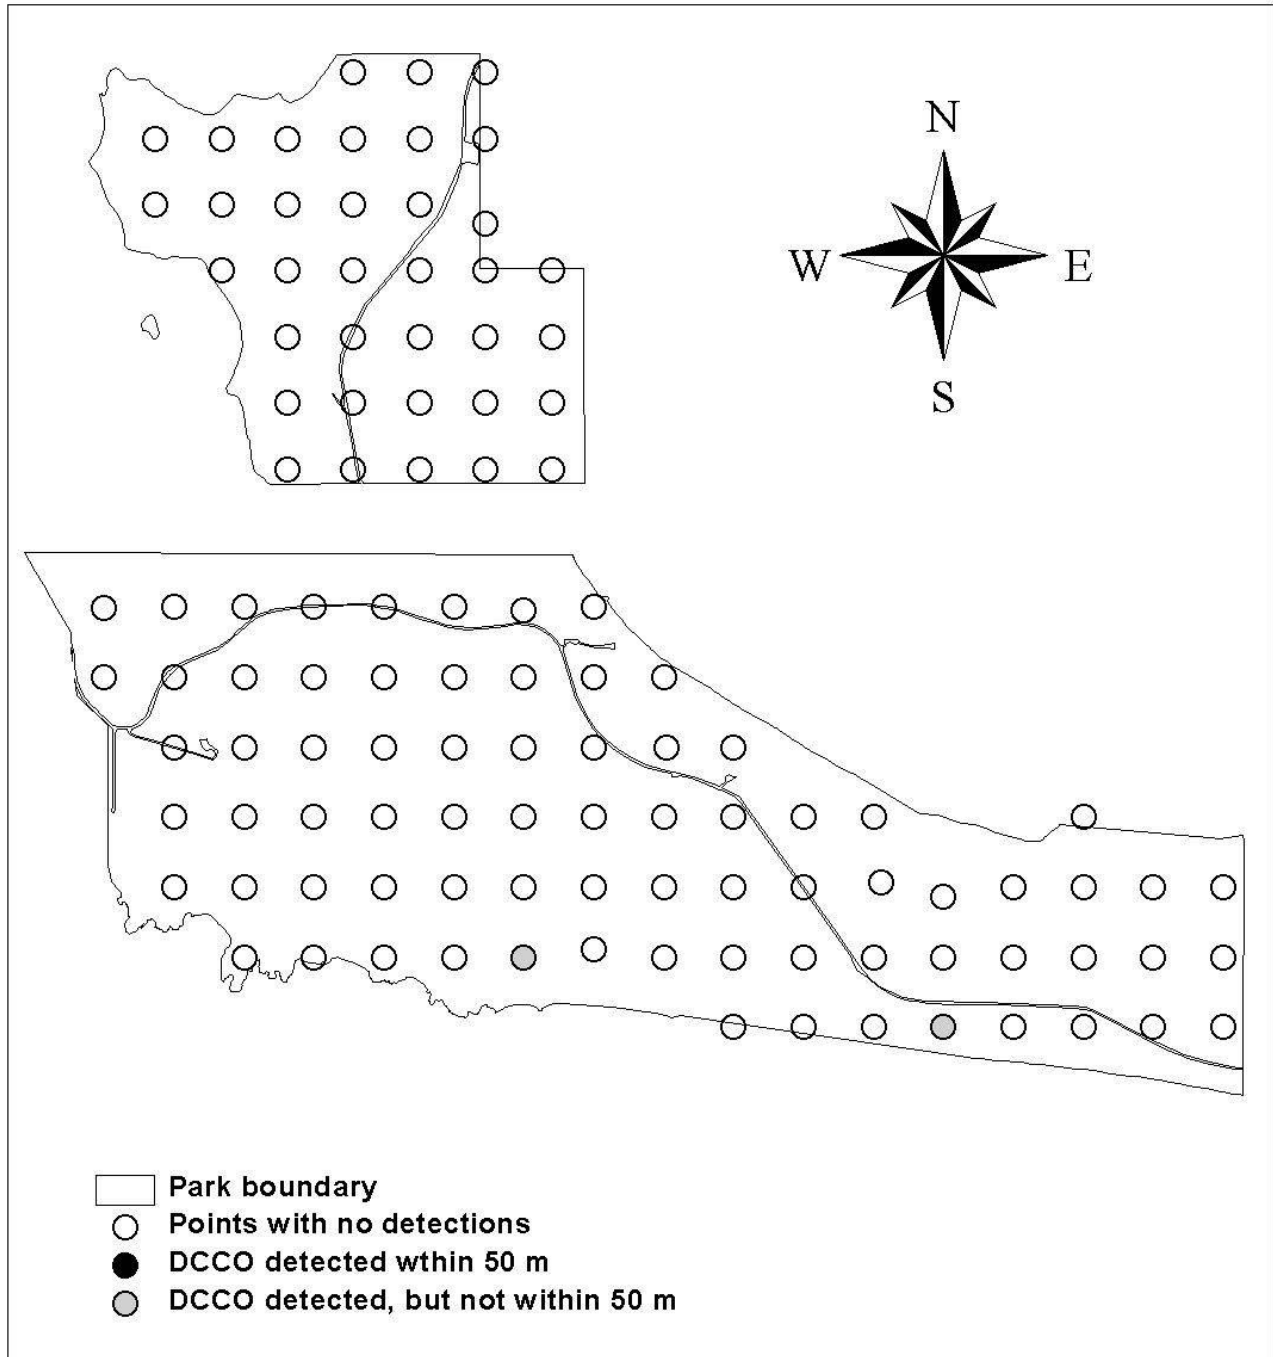 N
W E
S
Park boundary
Points with no detections
DCCO detected wthin 50 m
DCCO detected, but not within 50 m